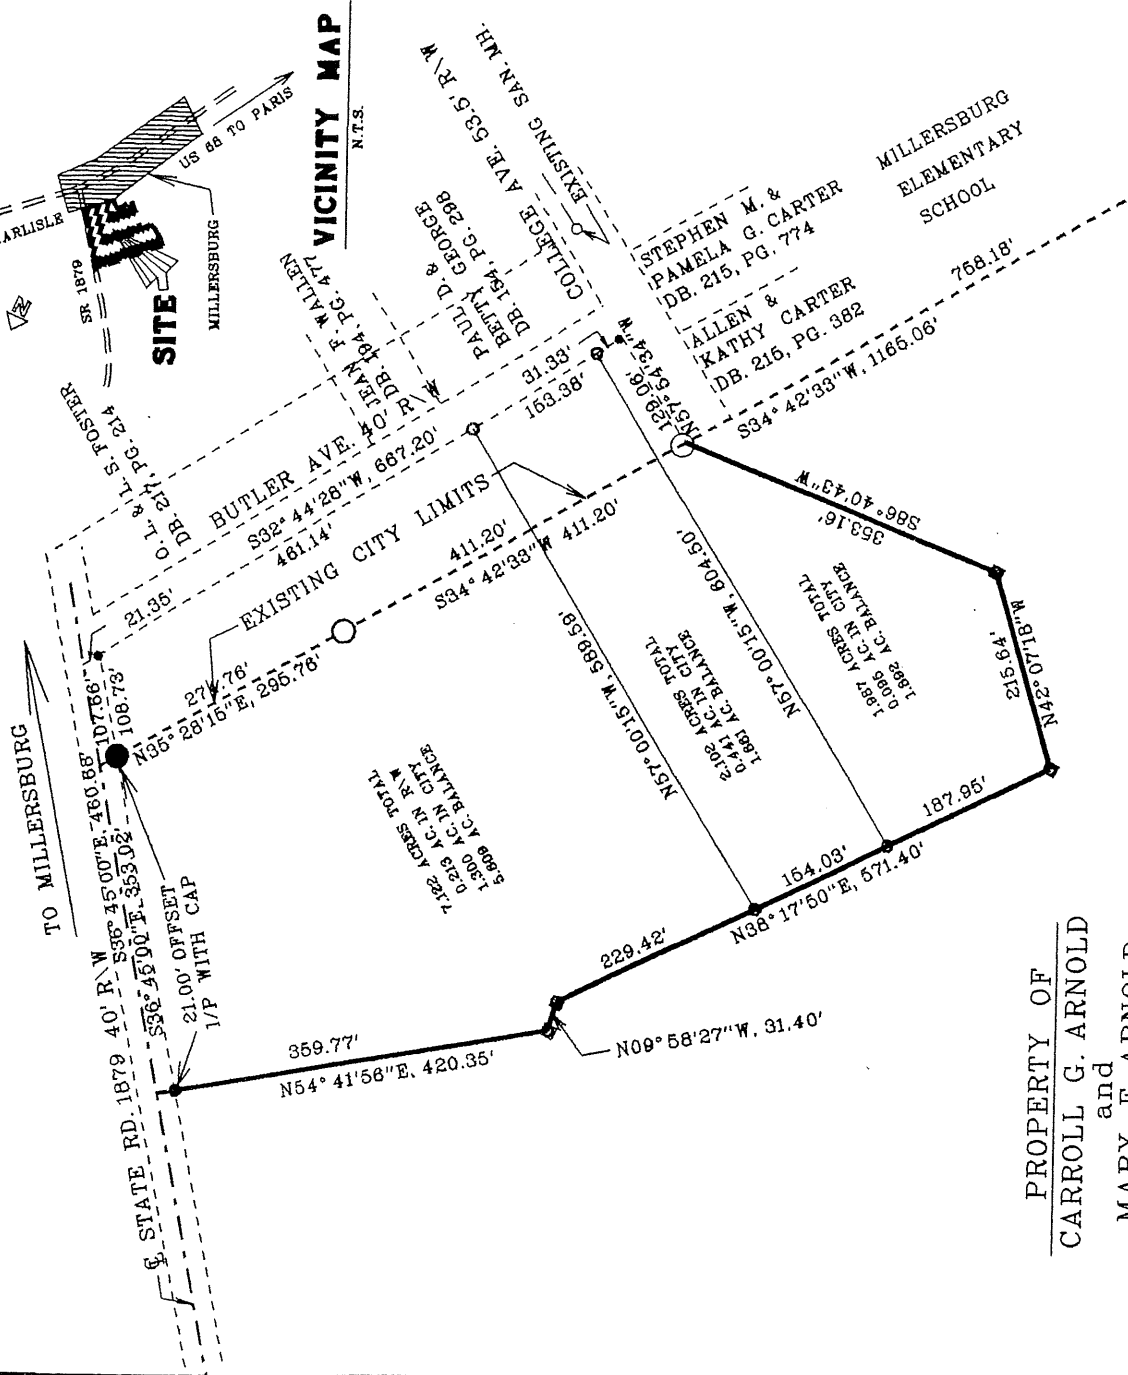 VICINITY MAP
N.T.S.
US 68 TO PARIS
SR 1879
MILLERSBURG
SITE
O. L. & L. S. FOSTER
DB. 217, PG. 214
JEAN F. WALLEN
DB. 194, PG. 477
PAUL D. &
BETTY GEORGE
DB. 154, PG. 298
COLLEGE AVE. 53.5' R\W
EXISTING SAN. MH.
STEPHEN M. &
PAMELA G. CARTER
DB. 215, PG. 774
ALLEN &
KATHY CARTER
DB. 215, PG. 382
MILLERSBURG
ELEMENTARY
SCHOOL
BUTLER AVE. 40' R\W
S32° 44'28"W, 667.20'
21.35'
461.14'
153.38'
31.33'
EXISTING CITY LIMITS
N57° 54'34"W
129.06'
758.18'
S34° 42'33"W, 1165.06'
411.20'
S34° 42'33"W 411.20'
N35° 28'15"E, 295.76'
TO MILLERSBURG
107.66'
108.73'
S36° 45'00"E, 460.68'
S36° 45'00"E, 353.02'
21.00' OFFSET
I/P WITH CAP
℄ STATE RD. 1879 40' R\W
N57° 00'15"W, 589.59'
N57° 00'15"W, 604.50'
7.122 ACRES TOTAL
0.213 AC. IN R/W
1.300 AC. IN CITY
5.609 AC. BALANCE
2.102 ACRES TOTAL
0.441 AC. IN CITY
1.661 AC. BALANCE
1.987 ACRES TOTAL
0.095 AC. IN CITY
1.892 AC. BALANCE
S86° 40'43"W
353.16'
N42° 07'18"W
215.64'
187.95'
154.03'
N38° 17'50"E, 571.40'
229.42'
N09° 58'27"W, 31.40'
359.77'
N54° 41'56"E, 420.35'
PROPERTY OF
CARROLL G. ARNOLD
and